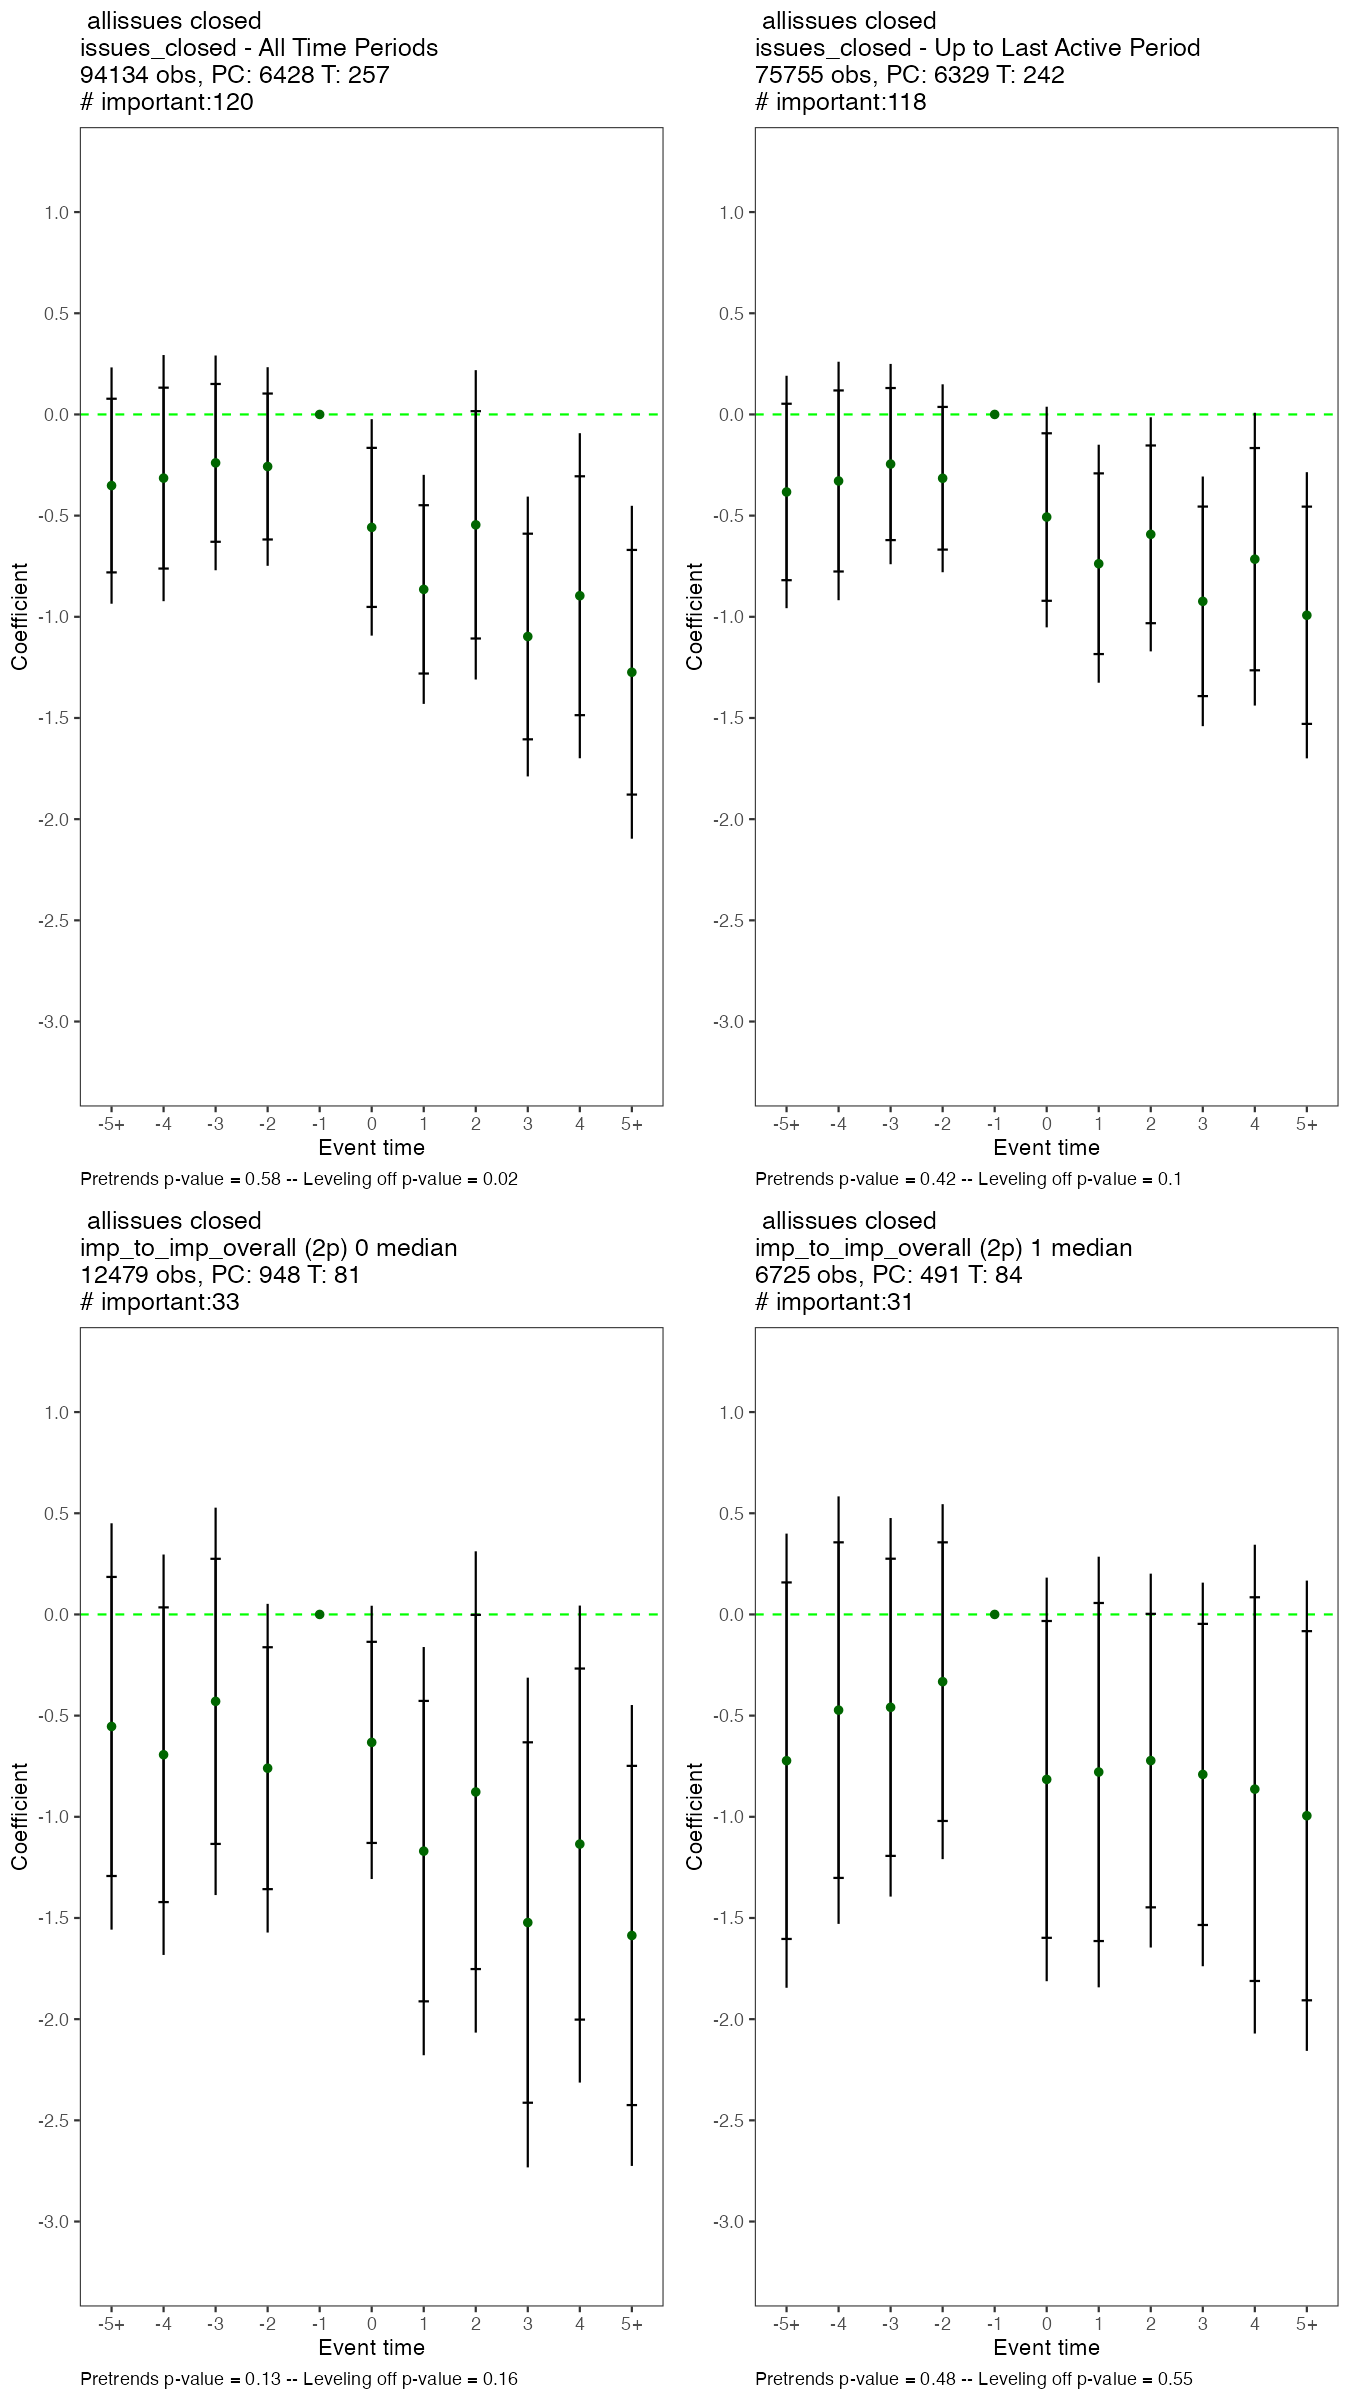 allissues closed
issues_closed - All Time Periods
94134 obs, PC: 6428 T: 257
# important:120
1.0
0.5
0.0
-0.5
-1.0
-1.5
-2.0
-2.5
-3.0
Coefficient
-5+ -4 -3 -2 -1 0 1 2 3 4 5+
Event time
Pretrends p-value = 0.58 -- Leveling off p-value = 0.02
allissues closed
issues_closed - Up to Last Active Period
75755 obs, PC: 6329 T: 242
# important:118
1.0
0.5
0.0
-0.5
-1.0
-1.5
-2.0
-2.5
-3.0
Coefficient
-5+ -4 -3 -2 -1 0 1 2 3 4 5+
Event time
Pretrends p-value = 0.42 -- Leveling off p-value = 0.1
allissues closed
imp_to_imp_overall (2p) 0 median
12479 obs, PC: 948 T: 81
# important:33
1.0
0.5
0.0
-0.5
-1.0
-1.5
-2.0
-2.5
-3.0
Coefficient
-5+ -4 -3 -2 -1 0 1 2 3 4 5+
Event time
Pretrends p-value = 0.13 -- Leveling off p-value = 0.16
allissues closed
imp_to_imp_overall (2p) 1 median
6725 obs, PC: 491 T: 84
# important:31
1.0
0.5
0.0
-0.5
-1.0
-1.5
-2.0
-2.5
-3.0
Coefficient
-5+ -4 -3 -2 -1 0 1 2 3 4 5+
Event time
Pretrends p-value = 0.48 -- Leveling off p-value = 0.55